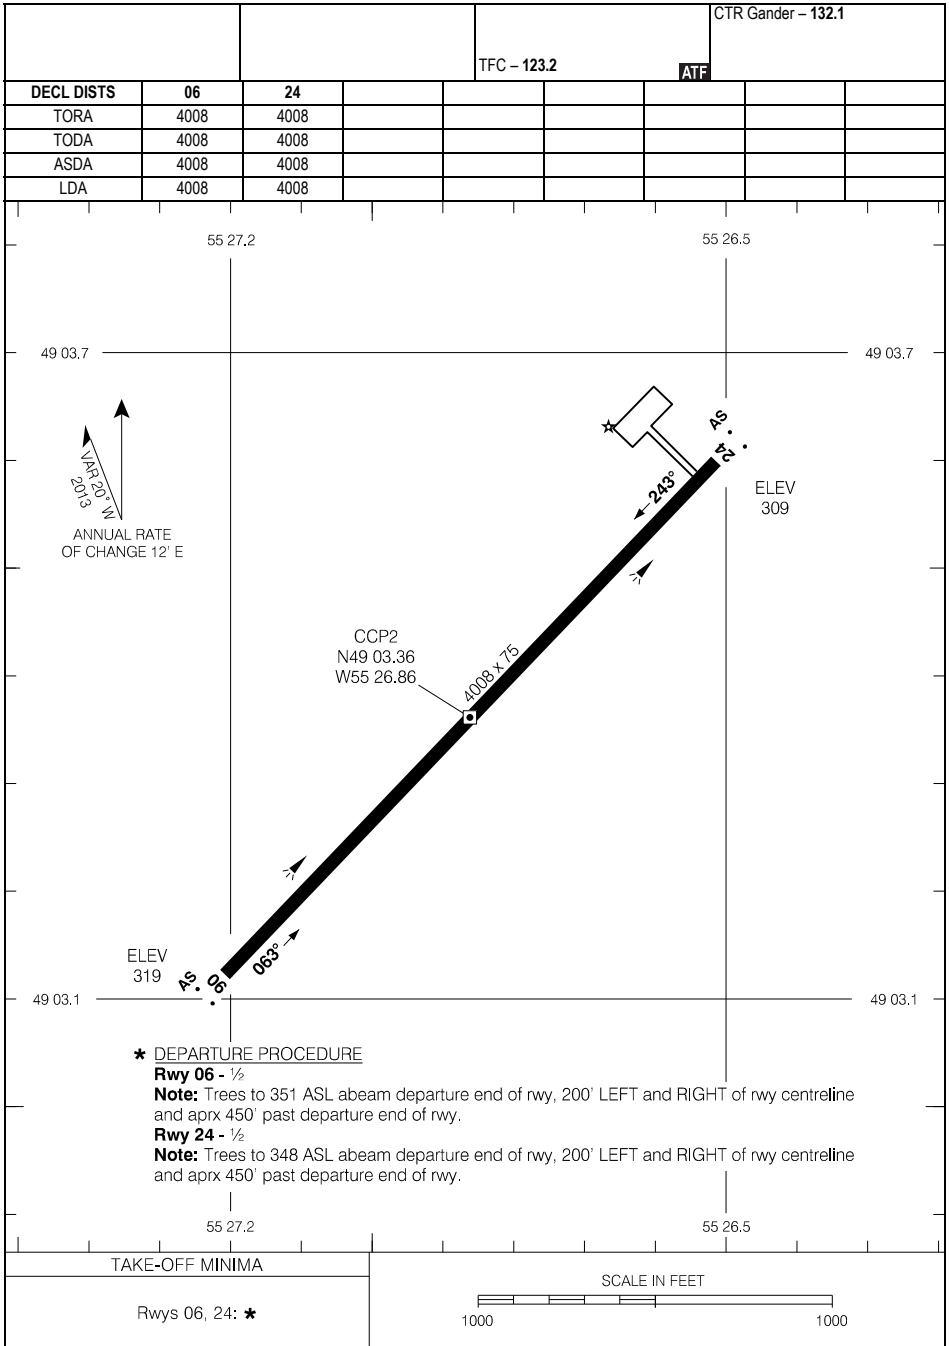 CTR Gander – 132.1
TFC – 123.2 ATF
DECL DISTS 06 24
TORA 4008 4008
TODA 4008 4008
ASDA 4008 4008
LDA 4008 4008
55 27.2 55 26.5
49 03.7 49 03.7
AS
24
VAR 20° W
2013
ANNUAL RATE
OF CHANGE 12' E
243°
ELEV
309
CCP2
N49 03.36
W55 26.86
4008 x 75
ELEV
319
AS
06
063°
49 03.1 49 03.1
* DEPARTURE PROCEDURE
Rwy 06 - ½
Note: Trees to 351 ASL abeam departure end of rwy, 200' LEFT and RIGHT of rwy centreline
and aprx 450' past departure end of rwy.
Rwy 24 - ½
Note: Trees to 348 ASL abeam departure end of rwy, 200' LEFT and RIGHT of rwy centreline
and aprx 450' past departure end of rwy.
55 27.2 55 26.5
TAKE-OFF MINIMA
Rwys 06, 24: *
SCALE IN FEET
1000 1000